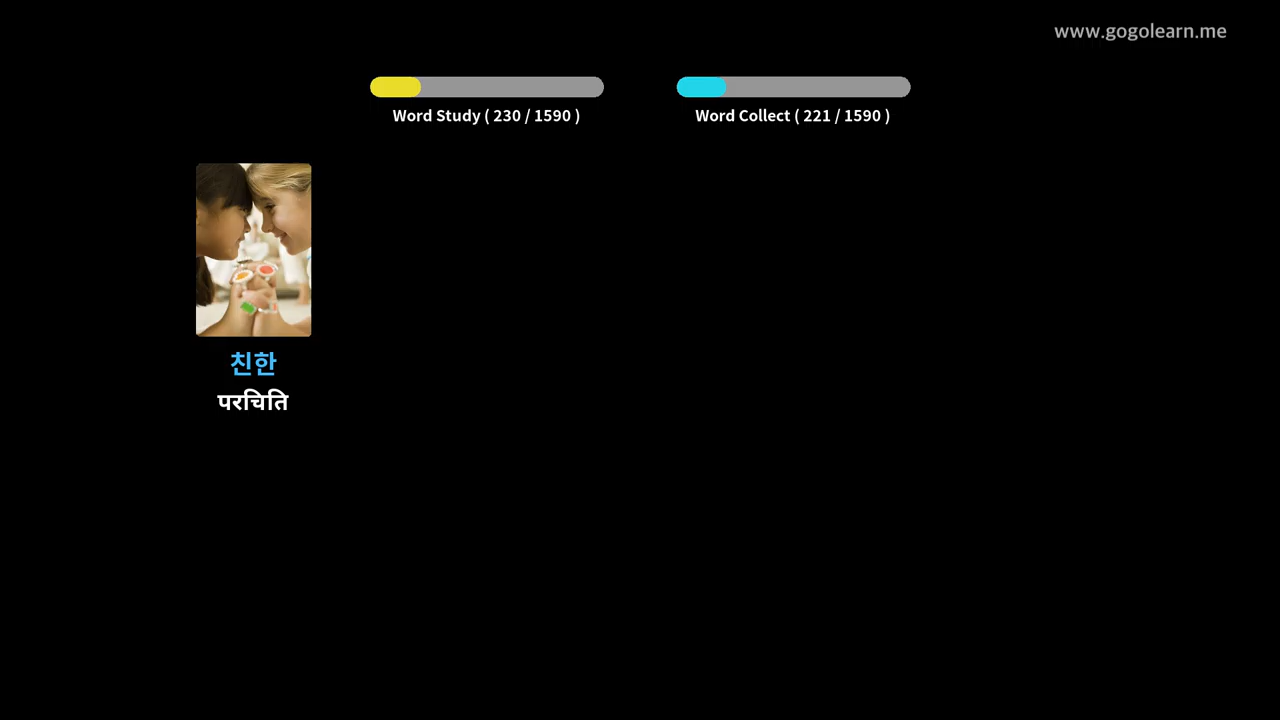 www.gogolearn.me
Word Study ( 230 / 1590 )
Word Collect ( 221 / 1590 )
친한
परचिति